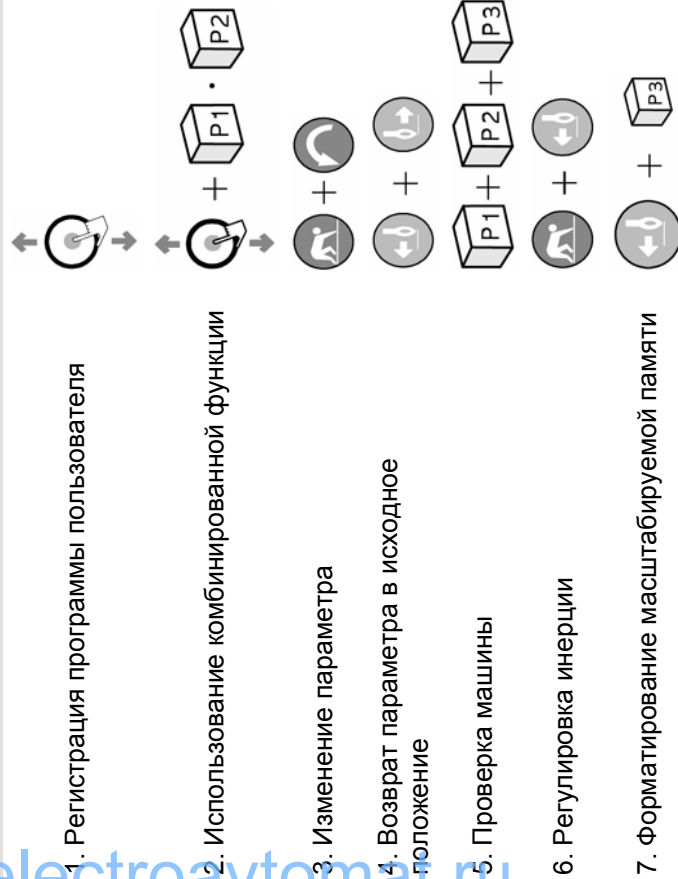 1. Регистрация программы пользователя
2. Использование комбинированной функции + P1 · P2
3. Изменение параметра +
4. Возврат параметра в исходное +
положение
5. Проверка машины P1 + P2 + P3
6. Регулировка инерции +
7. Форматирование масштабируемой памяти + P3
electroavtomat.ru